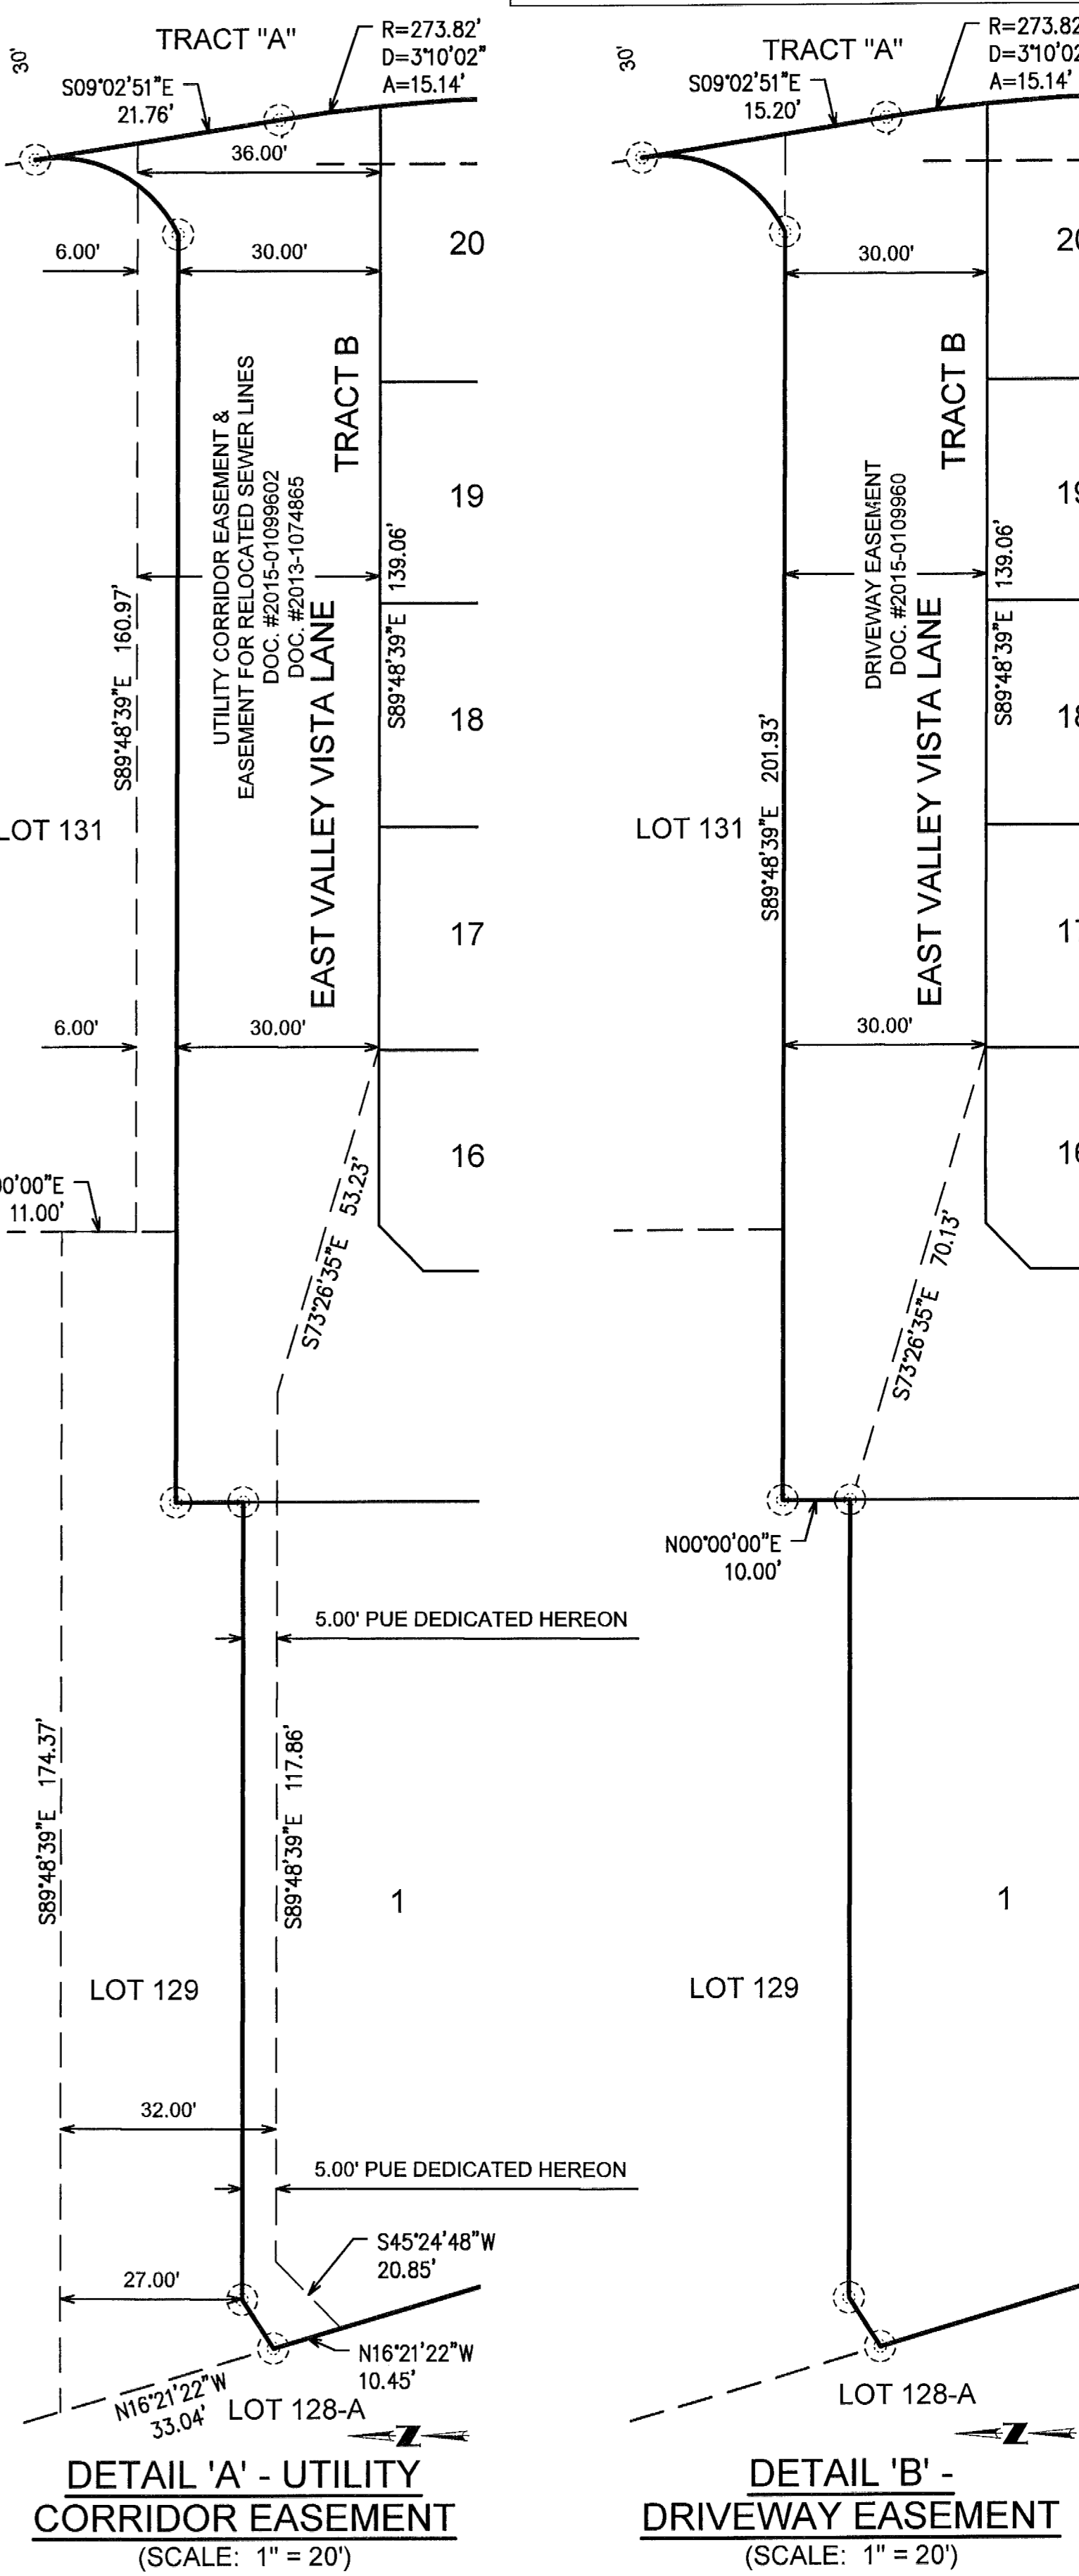 30'
TRACT "A"
R=273.82'
D=3°10'02"
A=15.14'
S09°02'51"E
21.76'
36.00'
6.00'
30.00'
20
UTILITY CORRIDOR EASEMENT &
EASEMENT FOR RELOCATED SEWER LINES
DOC. #2015-01099602
DOC. #2013-1074865
TRACT B
EAST VALLEY VISTA LANE
S89°48'39"E 139.06'
S89°48'39"E 160.97'
19
18
LOT 131
17
6.00'
30.00'
16
00'00"E
11.00'
S73°26'35"E 53.23'
5.00' PUE DEDICATED HEREON
S89°48'39"E 174.37'
S89°48'39"E 117.86'
1
LOT 129
32.00'
5.00' PUE DEDICATED HEREON
S45°24'48"W
20.85'
27.00'
N16°21'22"W
10.45'
N16°21'22"W
33.04'
LOT 128-A
Z
DETAIL 'A' - UTILITY
CORRIDOR EASEMENT
(SCALE: 1" = 20')
30'
TRACT "A"
R=273.82
D=3°10'02
A=15.14'
S09°02'51"E
15.20'
30.00'
20
DRIVEWAY EASEMENT
DOC. #2015-0109960
TRACT B
EAST VALLEY VISTA LANE
S89°48'39"E 139.06'
S89°48'39"E 201.93'
19
18
LOT 131
17
30.00'
16
S73°26'35"E 70.13'
N00°00'00"E
10.00'
1
LOT 129
LOT 128-A
Z
DETAIL 'B' -
DRIVEWAY EASEMENT
(SCALE: 1" = 20')